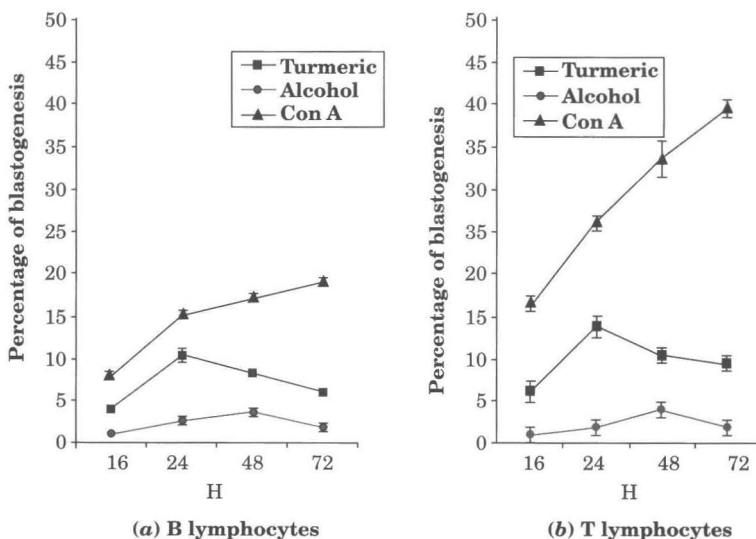 50
45
40
35
30
25
20
15
10
5
0
Percentage of blastogenesis
Turmeric
Alcohol
Con A
16 24 48 72
H
(a) B lymphocytes
50
45
40
35
30
35
20
15
10
5
0
Percentage of blastogenesis
Turmeric
Alcohol
Con A
16 24 48 72
H
(b) T lymphocytes